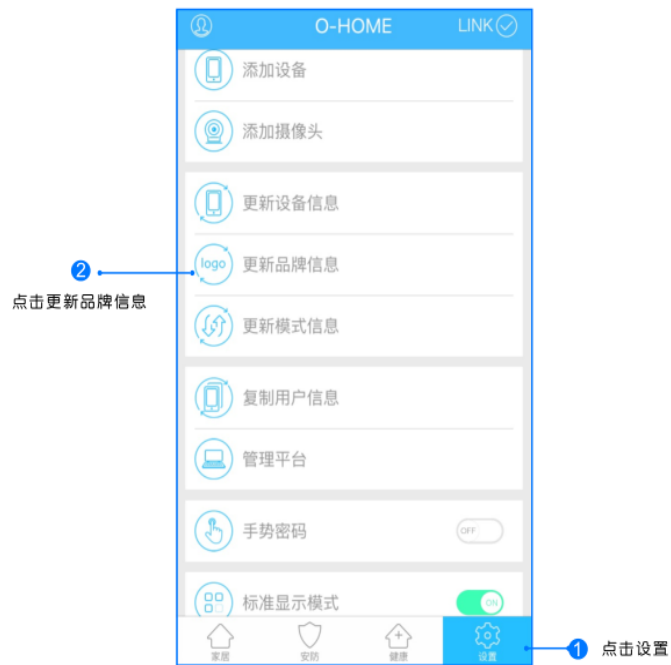 O-HOME
LINK
添加设备
添加摄像头
更新设备信息
logo
更新品牌信息
2
点击更新品牌信息
更新模式信息
复制用户信息
管理平台
手势密码
OFF
标准显示模式
ON
家居
安防
健康
设置
1
点击设置